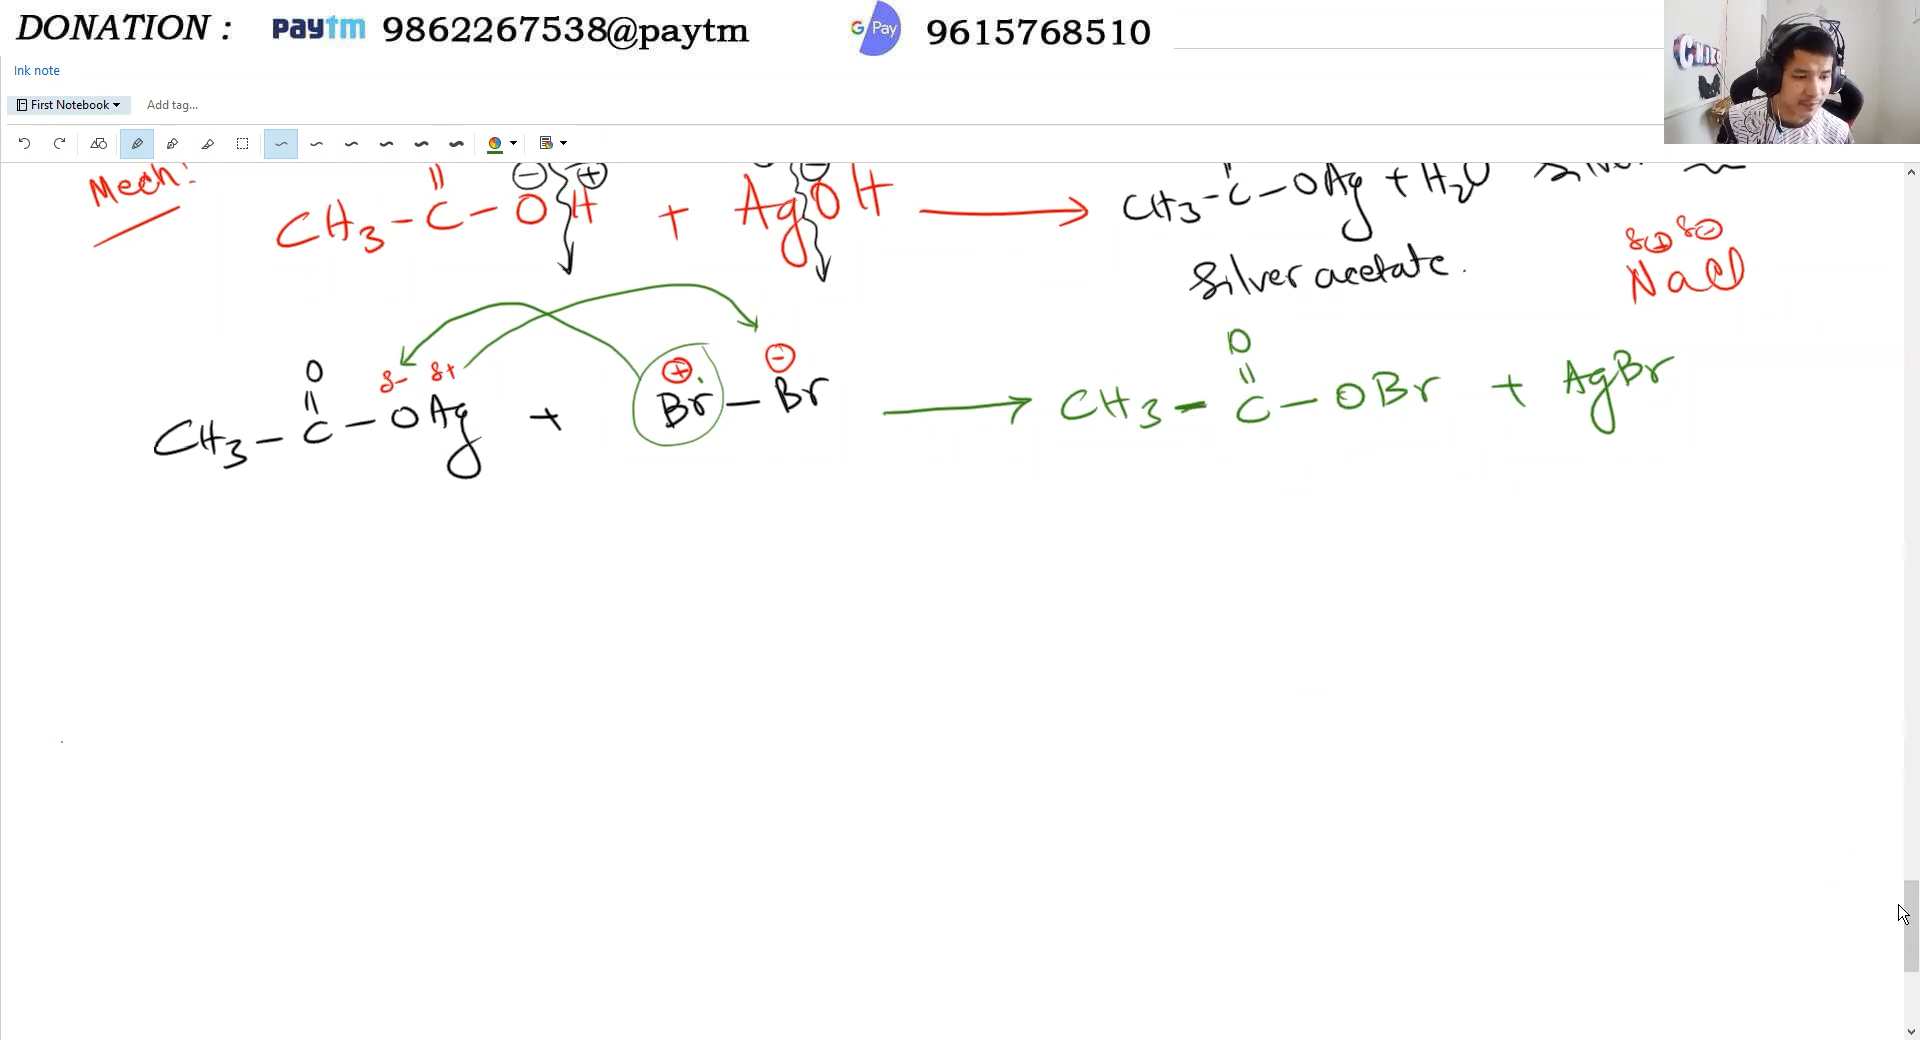 DONATION : paytm 9862267538@paytm G Pay 9615768510
Ink note
First Notebook Add tag...
Mech:
CH3-C-OH + AgOH → CH3-C-OAg + H2O
Silver acetate.
δ⊕ δ⊖
NaCl
O δ- δ+ ⊕ ⊖ O
CH3-C-OAg + Br-Br → CH3-C-OBr + AgBr